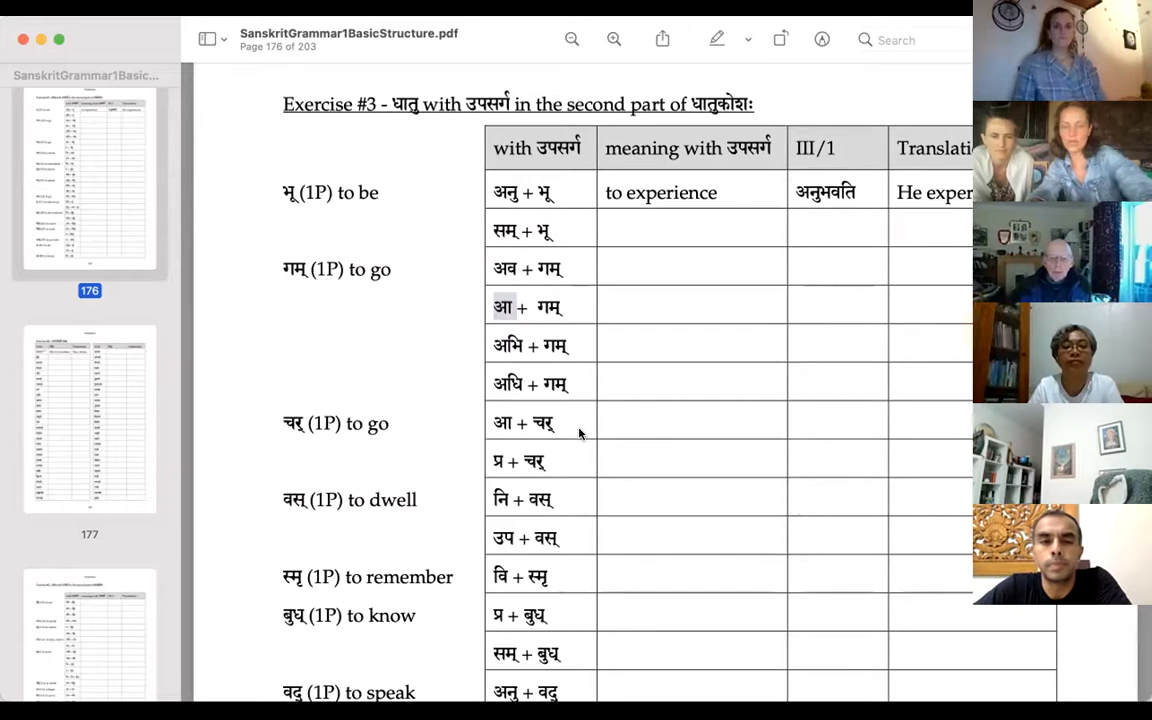 SanskritGrammar1BasicStructure.pdf
Page 176 of 203
Search
SanskritGrammar1Basic...
176
177
Exercise #3 - धातु with उपसर्ग in the second part of धातुकोशः
with उपसर्ग meaning with उपसर्ग III/1 Translati
भू (1P) to be अनु + भू to experience अनुभवति He exper
सम् + भू
गम् (1P) to go अव + गम्
आ + गम्
अभि + गम्
अधि + गम्
चर् (1P) to go आ + चर्
प्र + चर्
वस् (1P) to dwell नि + वस्
उप + वस्
स्मृ (1P) to remember वि + स्मृ
बुध् (1P) to know प्र + बुध्
सम् + बुध्
वद् (1P) to speak अनु + वद्